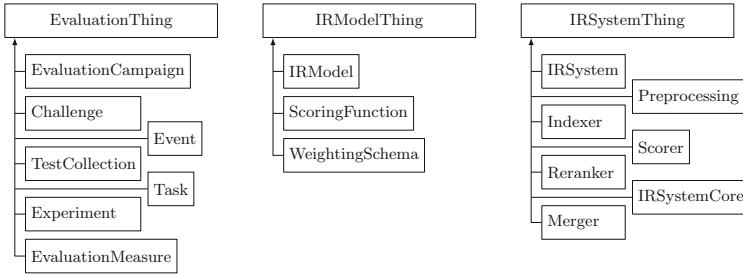 EvaluationThing
EvaluationCampaign
Challenge
Event
TestCollection
Task
Experiment
EvaluationMeasure
IRModelThing
IRModel
ScoringFunction
WeightingSchema
IRSystemThing
IRSystem
Preprocessing
Indexer
Scorer
Reranker
IRSystemCore
Merger